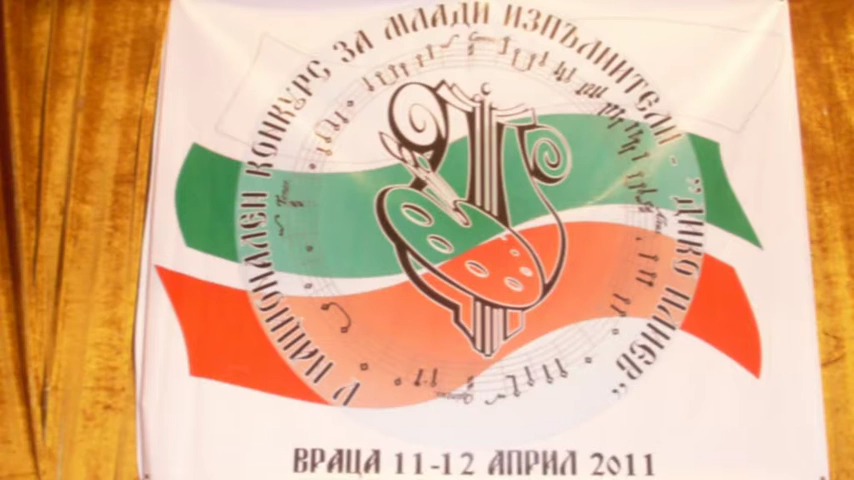 V НАЦИОНАЛЕН КОНКУРС ЗА МЛАДИ ИЗПЪЛНИТЕЛИ - "ДИКО ИЛИЕВ"
ВРАЦА 11-12 АПРИЛ 2011